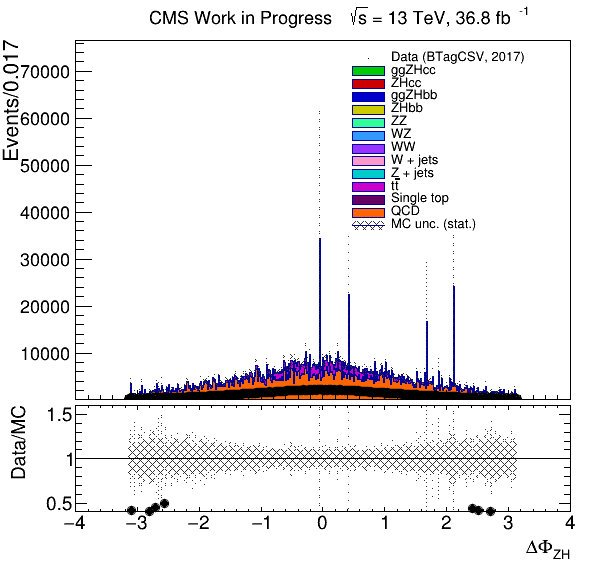 CMS Work in Progress √s = 13 TeV, 36.8 fb⁻¹
Events/0.017
70000
60000
50000
40000
30000
20000
10000
Data (BTagCSV, 2017)
ggZHcc
ZHcc
ggZHbb
ZHbb
ZZ
WZ
WW
W + jets
Z + jets
tt̅
Single top
QCD
MC unc. (stat.)
Data/MC
1.5
1
0.5
−4 −3 −2 −1 0 1 2 3 4
ΔΦ_ZH